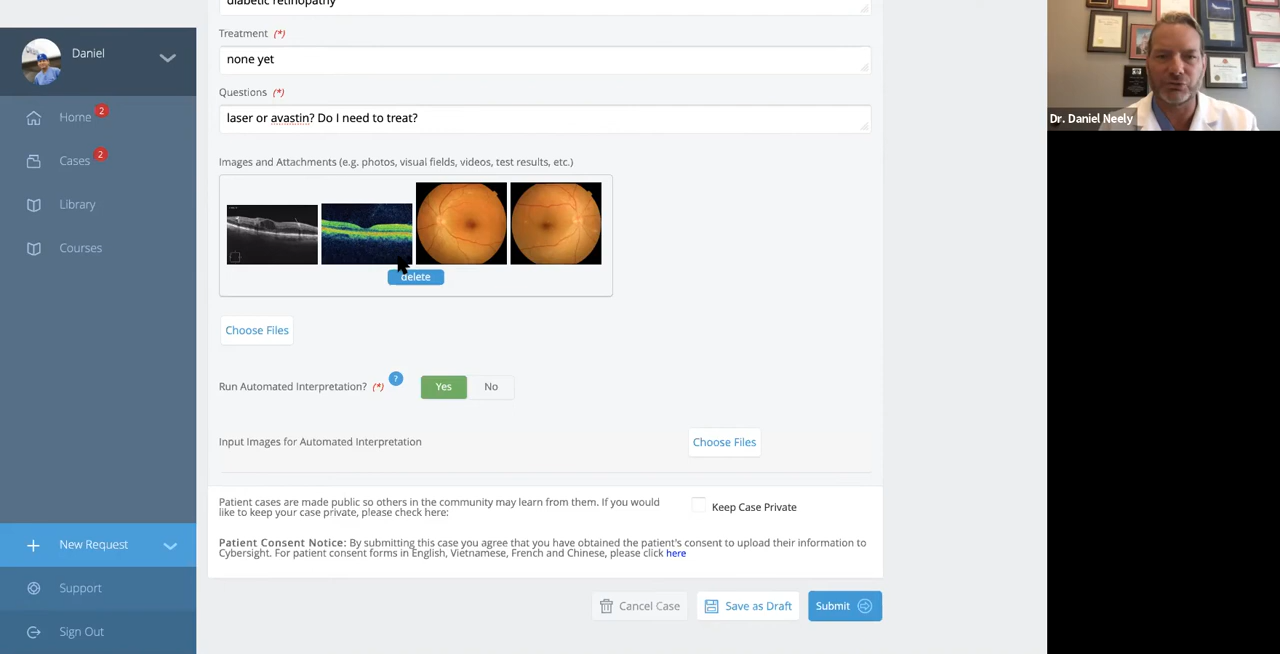 diabetic retinopathy
Daniel
Treatment (*)
none yet
Home 2
Questions (*)
laser or avastin? Do I need to treat?
Dr. Daniel Neely
Cases 2
Images and Attachments (e.g. photos, visual fields, videos, test results, etc.)
Library
Courses
delete
Choose Files
Run Automated Interpretation? (*) ? Yes No
Input Images for Automated Interpretation Choose Files
Patient cases are made public so others in the community may learn from them. If you would
like to keep your case private, please check here:
Keep Case Private
Patient Consent Notice: By submitting this case you agree that you have obtained the patient's consent to upload their information to
Cybersight. For patient consent forms in English, Vietnamese, French and Chinese, please click here
New Request
Support
Cancel Case Save as Draft Submit
Sign Out